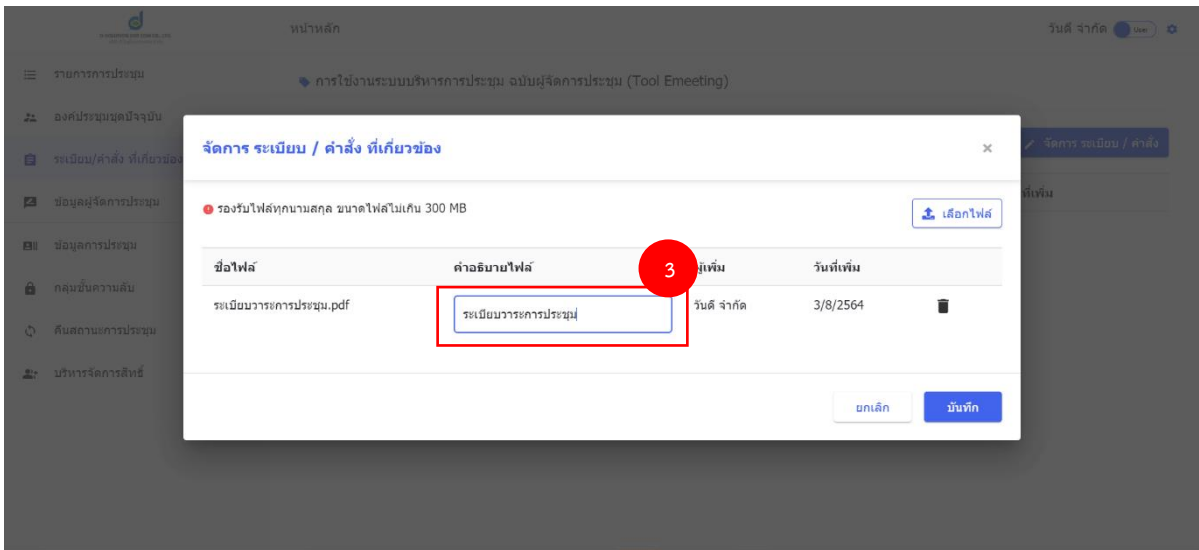 หน้าหลัก
วันดี จำกัด User
รายการการประชุม
การใช้งานระบบบริหารการประชุม ฉบับผู้จัดการประชุม (Tool Emeeting)
องค์ประชุมชุดปัจจุบัน
จัดการ ระเบียบ / คำสั่ง ที่เกี่ยวข้อง
×
ระเบียบ/คำสั่ง ที่เกี่ยวข้อง
จัดการ ระเบียบ / คำสั่ง
ข้อมูลผู้จัดการประชุม
รองรับไฟล์ทุกนามสกุล ขนาดไฟล์ไม่เกิน 300 MB
เลือกไฟล์
ที่เพิ่ม
ข้อมูลการประชุม
ชื่อไฟล์ คำอธิบายไฟล์ 3 ผู้เพิ่ม วันที่เพิ่ม
กลุ่มชั้นความลับ
ระเบียบวาระการประชุม.pdf ระเบียบวาระการประชุม วันดี จำกัด 3/8/2564
คืนสถานะการประชุม
บริหารจัดการสิทธิ์
ยกเลิก บันทึก